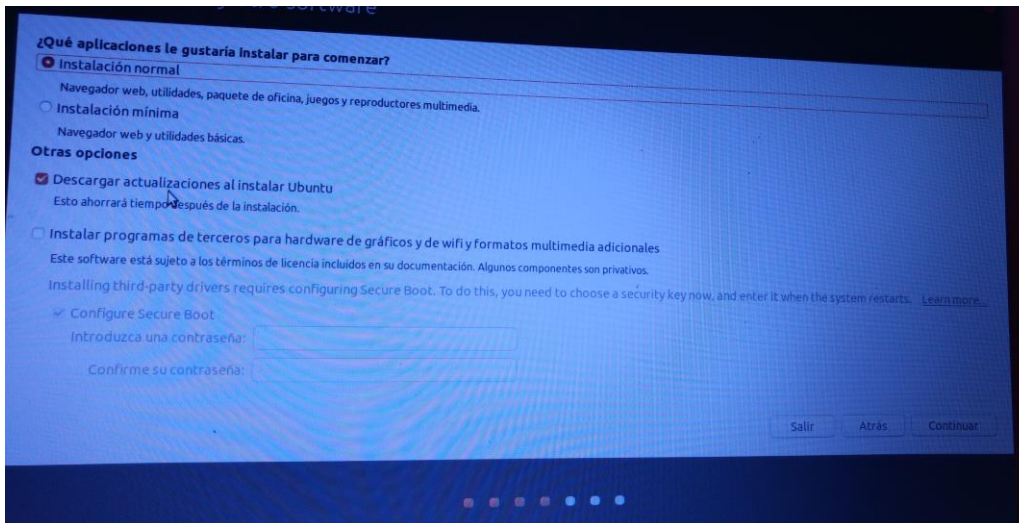 ¿Qué aplicaciones le gustaría instalar para comenzar?
Instalación normal
Navegador web, utilidades, paquete de oficina, juegos y reproductores multimedia.
Instalación mínima
Navegador web y utilidades básicas.
Otras opciones
Descargar actualizaciones al instalar Ubuntu
Esto ahorrará tiempo después de la instalación.
Instalar programas de terceros para hardware de gráficos y de wifi y formatos multimedia adicionales
Este software está sujeto a los términos de licencia incluidos en su documentación. Algunos componentes son privativos.
Installing third-party drivers requires configuring Secure Boot. To do this, you need to choose a security key now, and enter it when the system restarts. Learn more...
Configure Secure Boot
Introduzca una contraseña:
Confirme su contraseña:
Salir Atrás Continuar